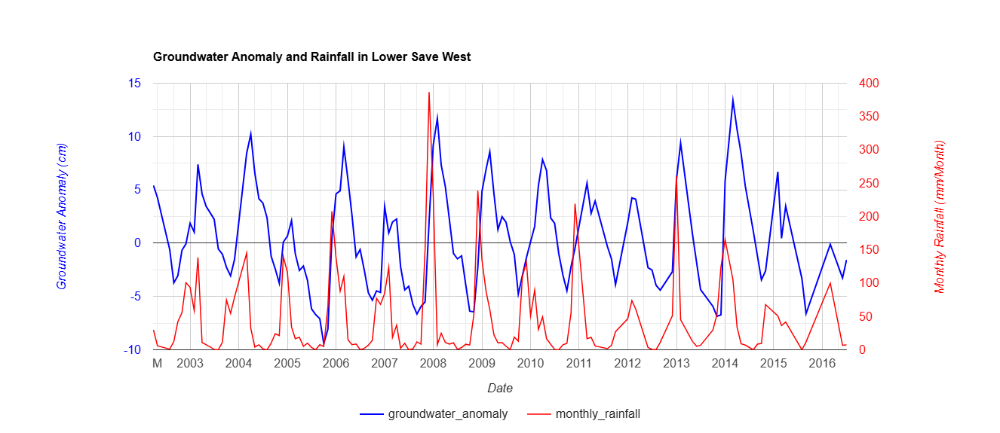 Groundwater Anomaly and Rainfall in Lower Save West
15 400
350
10 300
250
5 200
0 150
100
-5 50
-10 0
Groundwater Anomaly (cm)
Monthly Rainfall (mm/Month)
M 2003 2004 2005 2006 2007 2008 2009 2010 2011 2012 2013 2014 2015 2016
Date
groundwater_anomaly monthly_rainfall